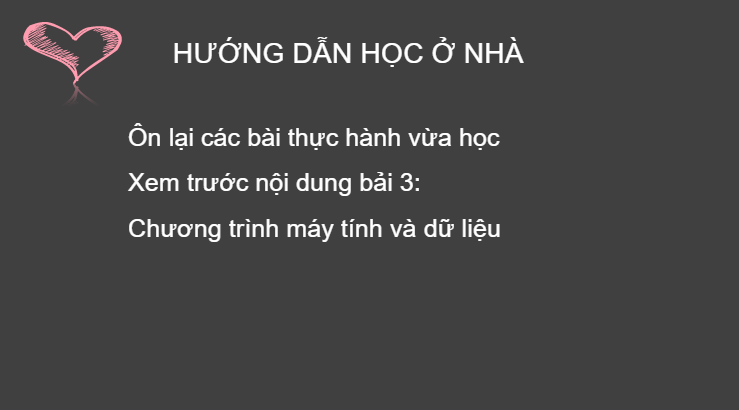 HƯỚNG DẪN HỌC Ở NHÀ
Ôn lại các bài thực hành vừa học
Xem trước nội dung bải 3:
Chương trình máy tính và dữ liệu